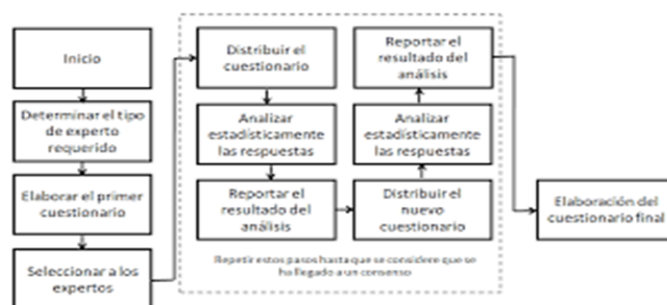 Inicio
Determinar el tipo
de experto
requerido
Elaborar el primer
cuestionario
Seleccionar a los
expertos
Distribuir el
cuestionario
Analizar
estadísticamente
las respuestas
Reportar el
resultado del
análisis
Distribuir el
nuevo
cuestionario
Analizar
estadísticamente
las respuestas
Reportar el
resultado del
análisis
Repetir estos pasos hasta que se considere que se
ha llegado a un consenso
Elaboración del
cuestionario final